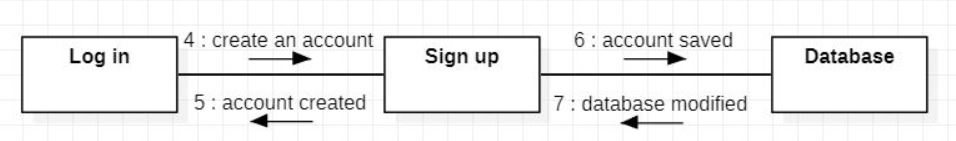 4 : create an account
6 : account saved
Log in
Sign up
Database
5 : account created
7 : database modified